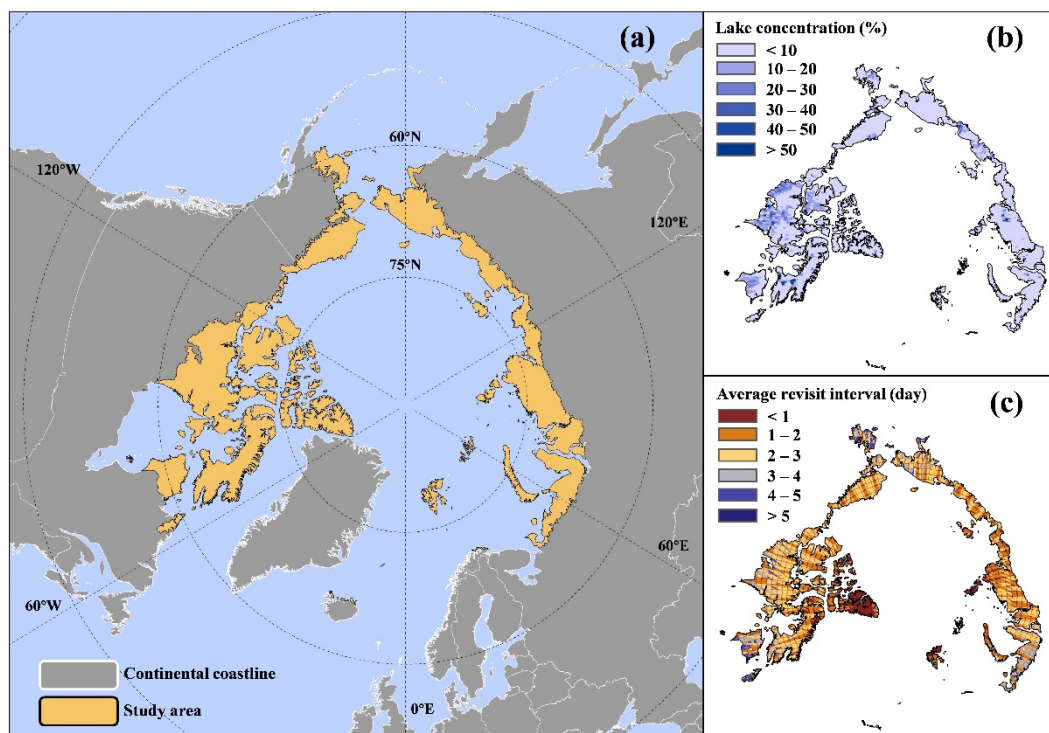 (a)
60°N
120°W
120°E
75°N
60°E
60°W
0°E
Continental coastline
Study area
Lake concentration (%)
(b)
< 10
10 – 20
20 – 30
30 – 40
40 – 50
> 50
Average revisit interval (day)
(c)
< 1
1 – 2
2 – 3
3 – 4
4 – 5
> 5